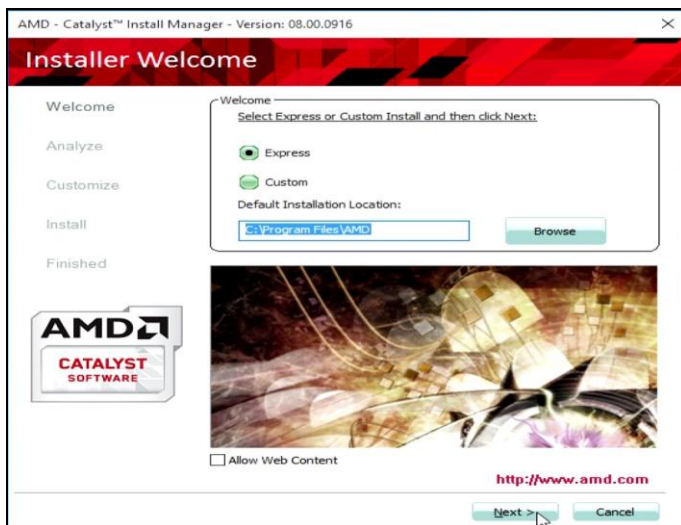 AMD - Catalyst™ Install Manager - Version: 08.00.0916
Installer Welcome
Welcome
Analyze
Customize
Install
Finished
AMD
CATALYST
SOFTWARE
Welcome
Select Express or Custom Install and then click Next:
Express
Custom
Default Installation Location:
C:\Program Files\AMD
Browse
Allow Web Content
http://www.amd.com
Next >
Cancel